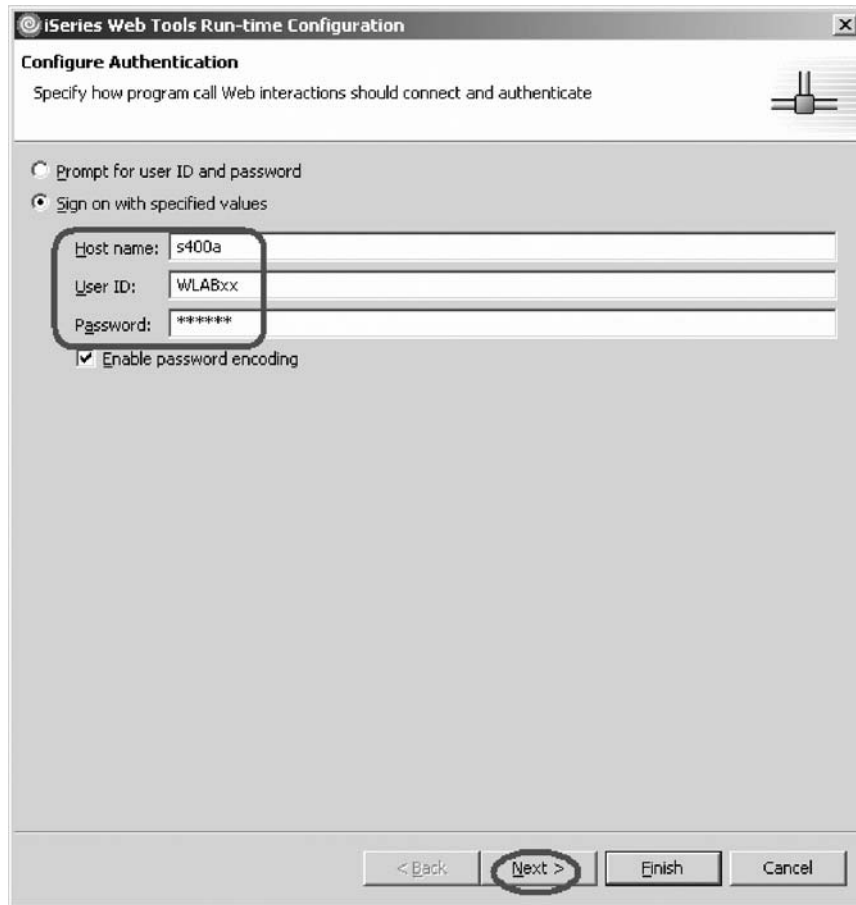 iSeries Web Tools Run-time Configuration
Configure Authentication
Specify how program call Web interactions should connect and authenticate
Prompt for user ID and password
Sign on with specified values
Host name: s400a
User ID: WLABxx
Password: ******
Enable password encoding
< Back Next > Finish Cancel